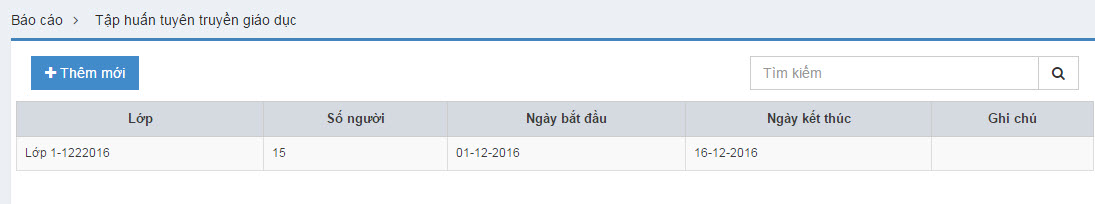 Báo cáo > Tập huấn tuyên truyền giáo dục
Thêm mới
Tìm kiếm
Lớp Số người Ngày bắt đầu Ngày kết thúc Ghi chú
Lớp 1-1222016 15 01-12-2016 16-12-2016